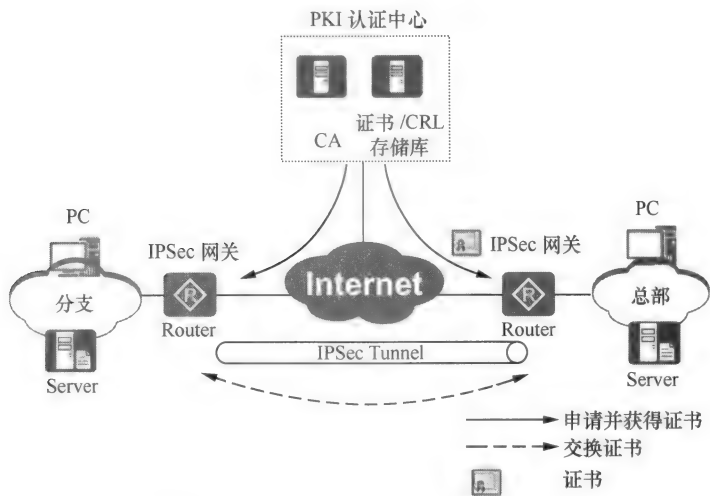 PKI 认证中心
CA
证书 /CRL
存储库
PC
IPSec 网关
分支
Router
Server
Internet
IPSec Tunnel
IPSec 网关
Router
PC
总部
Server
申请并获得证书
交换证书
证书